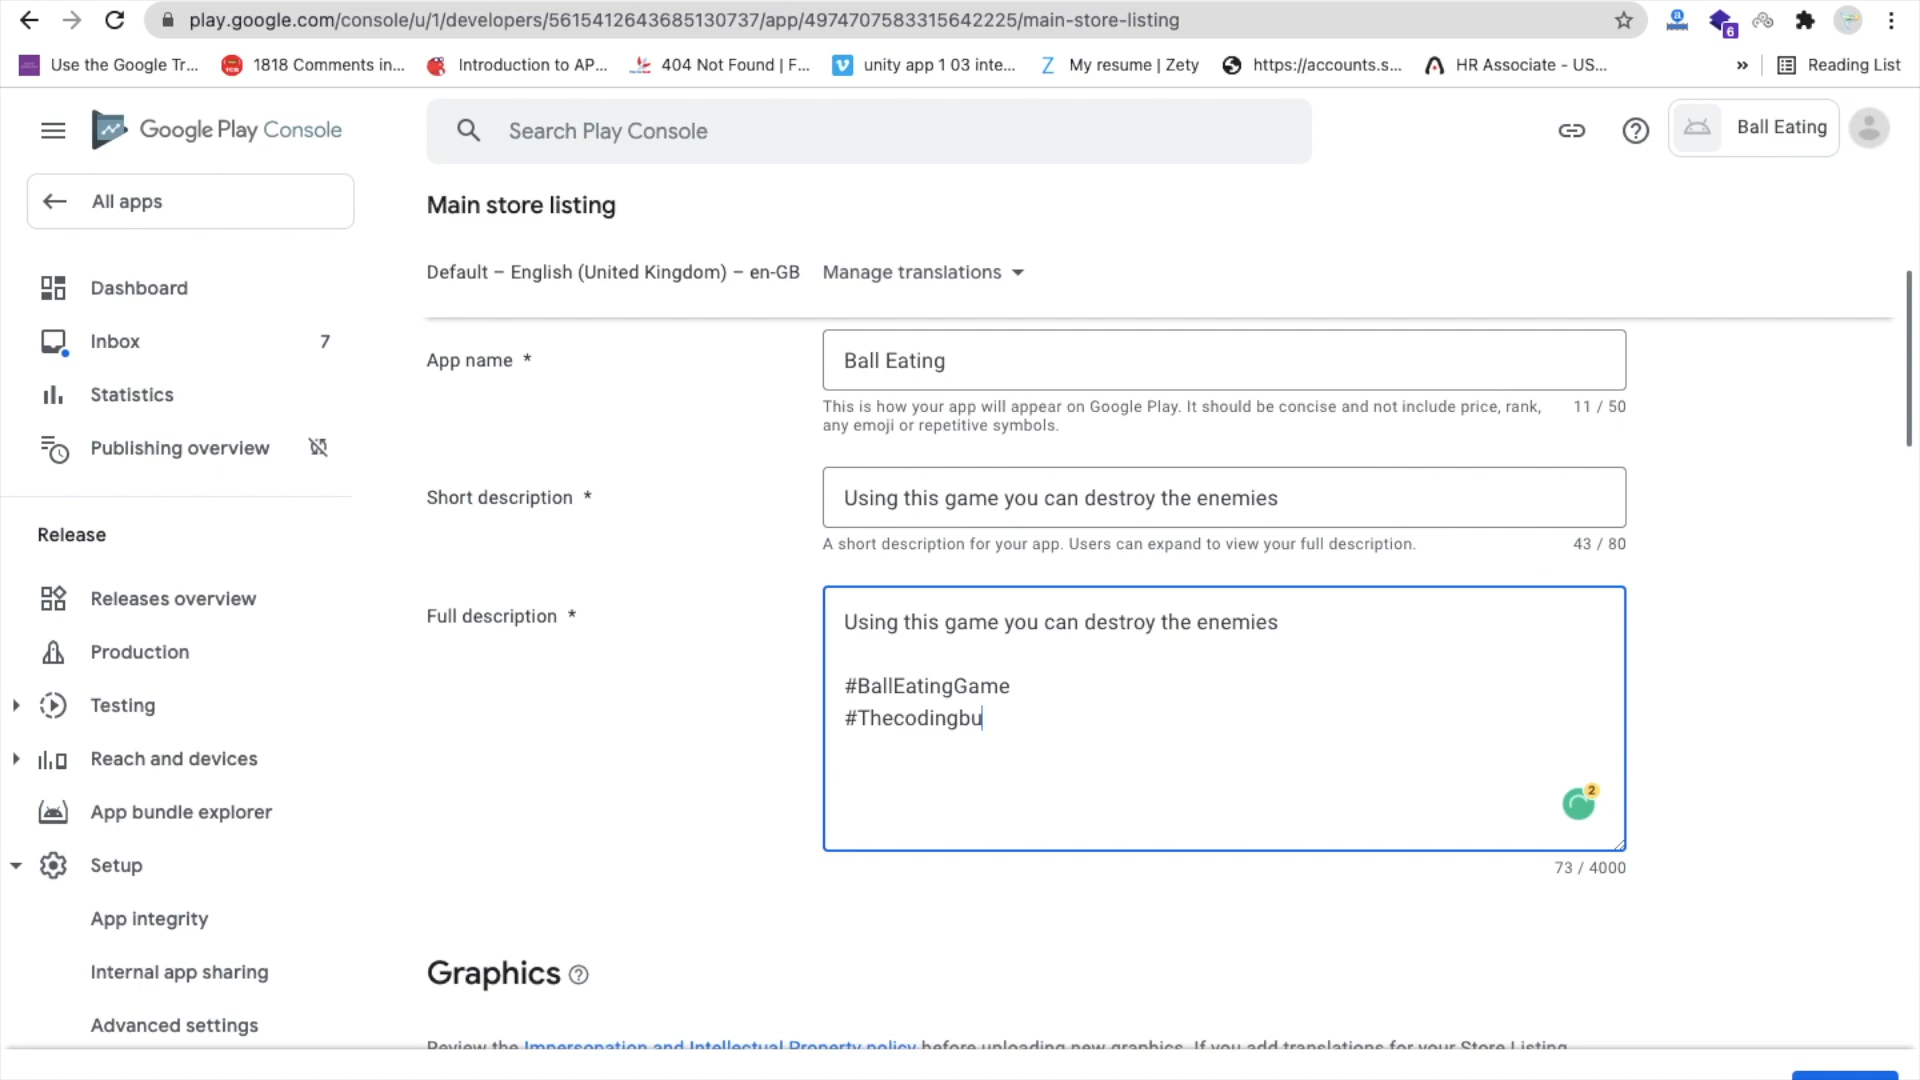 play.google.com/console/u/1/developers/5615412643685130737/app/4974707583315642225/main-store-listing
6
Use the Google Tr...
1818 Comments in...
Introduction to AP...
404 Not Found | F...
unity app 1 03 inte...
My resume | Zety
https://accounts.s...
HR Associate - US...
»
Reading List
Google Play Console
Search Play Console
Ball Eating
All apps
Main store listing
Default – English (United Kingdom) – en-GB
Manage translations
Dashboard
Inbox
7
Statistics
Publishing overview
Release
Releases overview
Production
Testing
Reach and devices
App bundle explorer
Setup
App integrity
Internal app sharing
Advanced settings
App name *
Ball Eating
This is how your app will appear on Google Play. It should be concise and not include price, rank,
any emoji or repetitive symbols.
11 / 50
Short description *
Using this game you can destroy the enemies
A short description for your app. Users can expand to view your full description.
43 / 80
Full description *
Using this game you can destroy the enemies
#BallEatingGame
#Thecodingbu
2
73 / 4000
Graphics
Review the Impersonation and Intellectual Property policy before uploading new graphics. If you add translations for your Store Listing